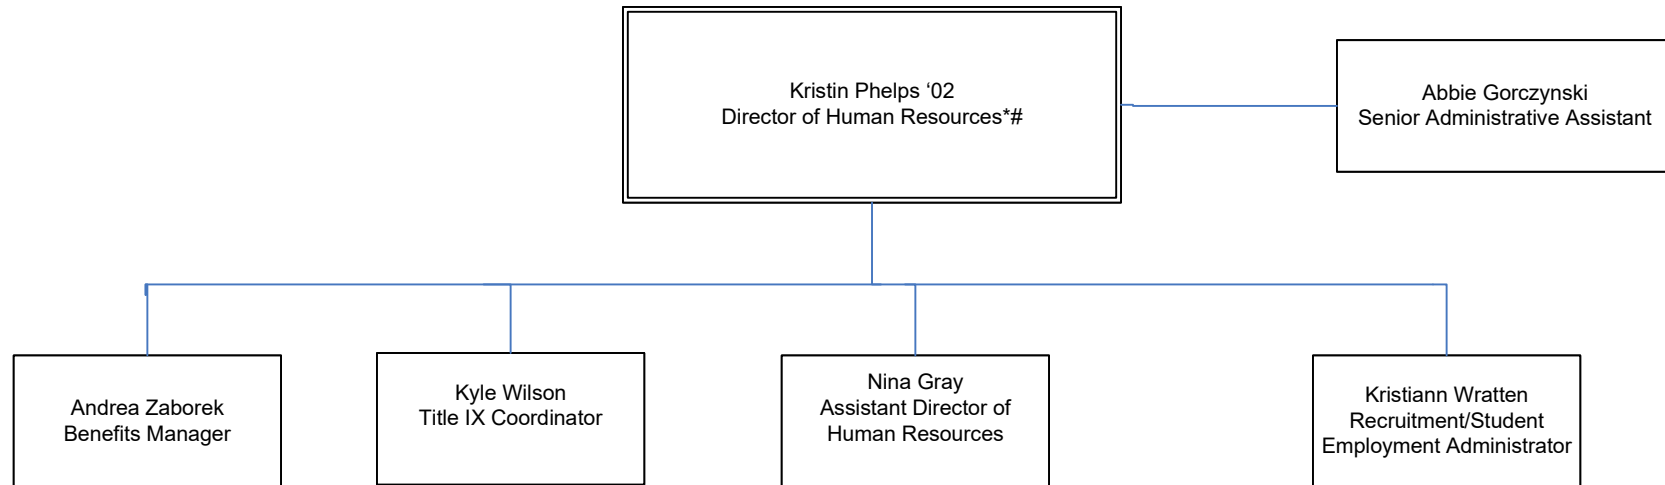 Kristin Phelps ‘02
Director of Human Resources*#
Abbie Gorczynski
Senior Administrative Assistant
Andrea Zaborek
Benefits Manager
Kyle Wilson
Title IX Coordinator
Nina Gray
Assistant Director of
Human Resources
Kristiann Wratten
Recruitment/Student
Employment Administrator